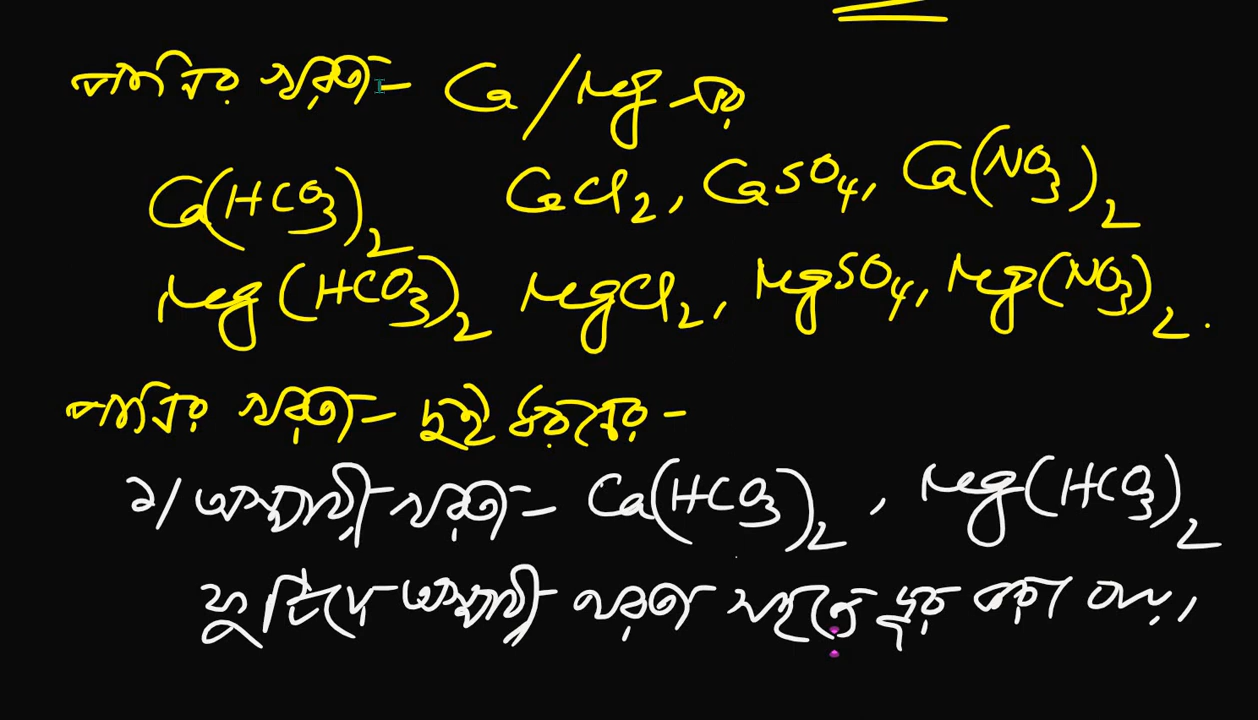 পানির খরতা - Ca/Mg এর
Ca(HCO3)2 CaCl2, CaSO4, Ca(NO3)2
Mg(HCO3)2 MgCl2, MgSO4, Mg(NO3)2.
পানির খরতা - দুই ধরনের -
১/ অস্থায়ী খরতা - Ca(HCO3)2, Mg(HCO3)2
ফুটিয়ে অস্থায়ী খরতা সহজে দূর করা যায়,